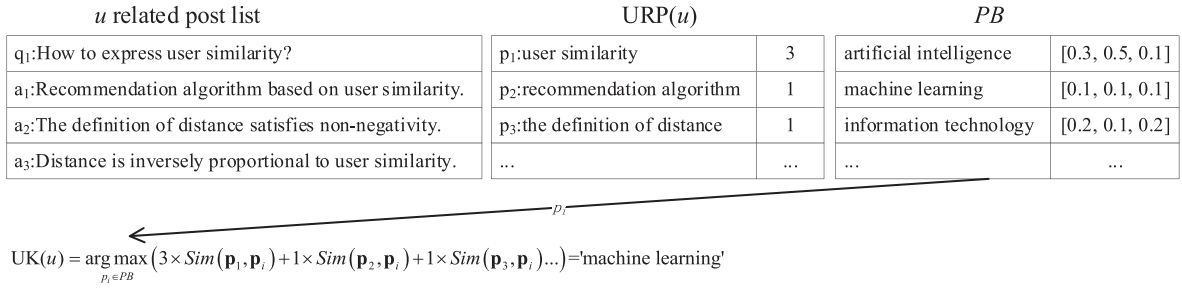 u related post list URP(u) PB
q₁:How to express user similarity? p₁:user similarity 3 artificial intelligence [0.3, 0.5, 0.1]
a₁:Recommendation algorithm based on user similarity. p₂:recommendation algorithm 1 machine learning [0.1, 0.1, 0.1]
a₂:The definition of distance satisfies non-negativity. p₃:the definition of distance 1 information technology [0.2, 0.1, 0.2]
a₃:Distance is inversely proportional to user similarity. ... ... ... ...
pᵢ
UK(u) = arg max (3×Sim(p₁,pᵢ)+1×Sim(p₂,pᵢ)+1×Sim(p₃,pᵢ)...)='machine learning'
pᵢ∈PB